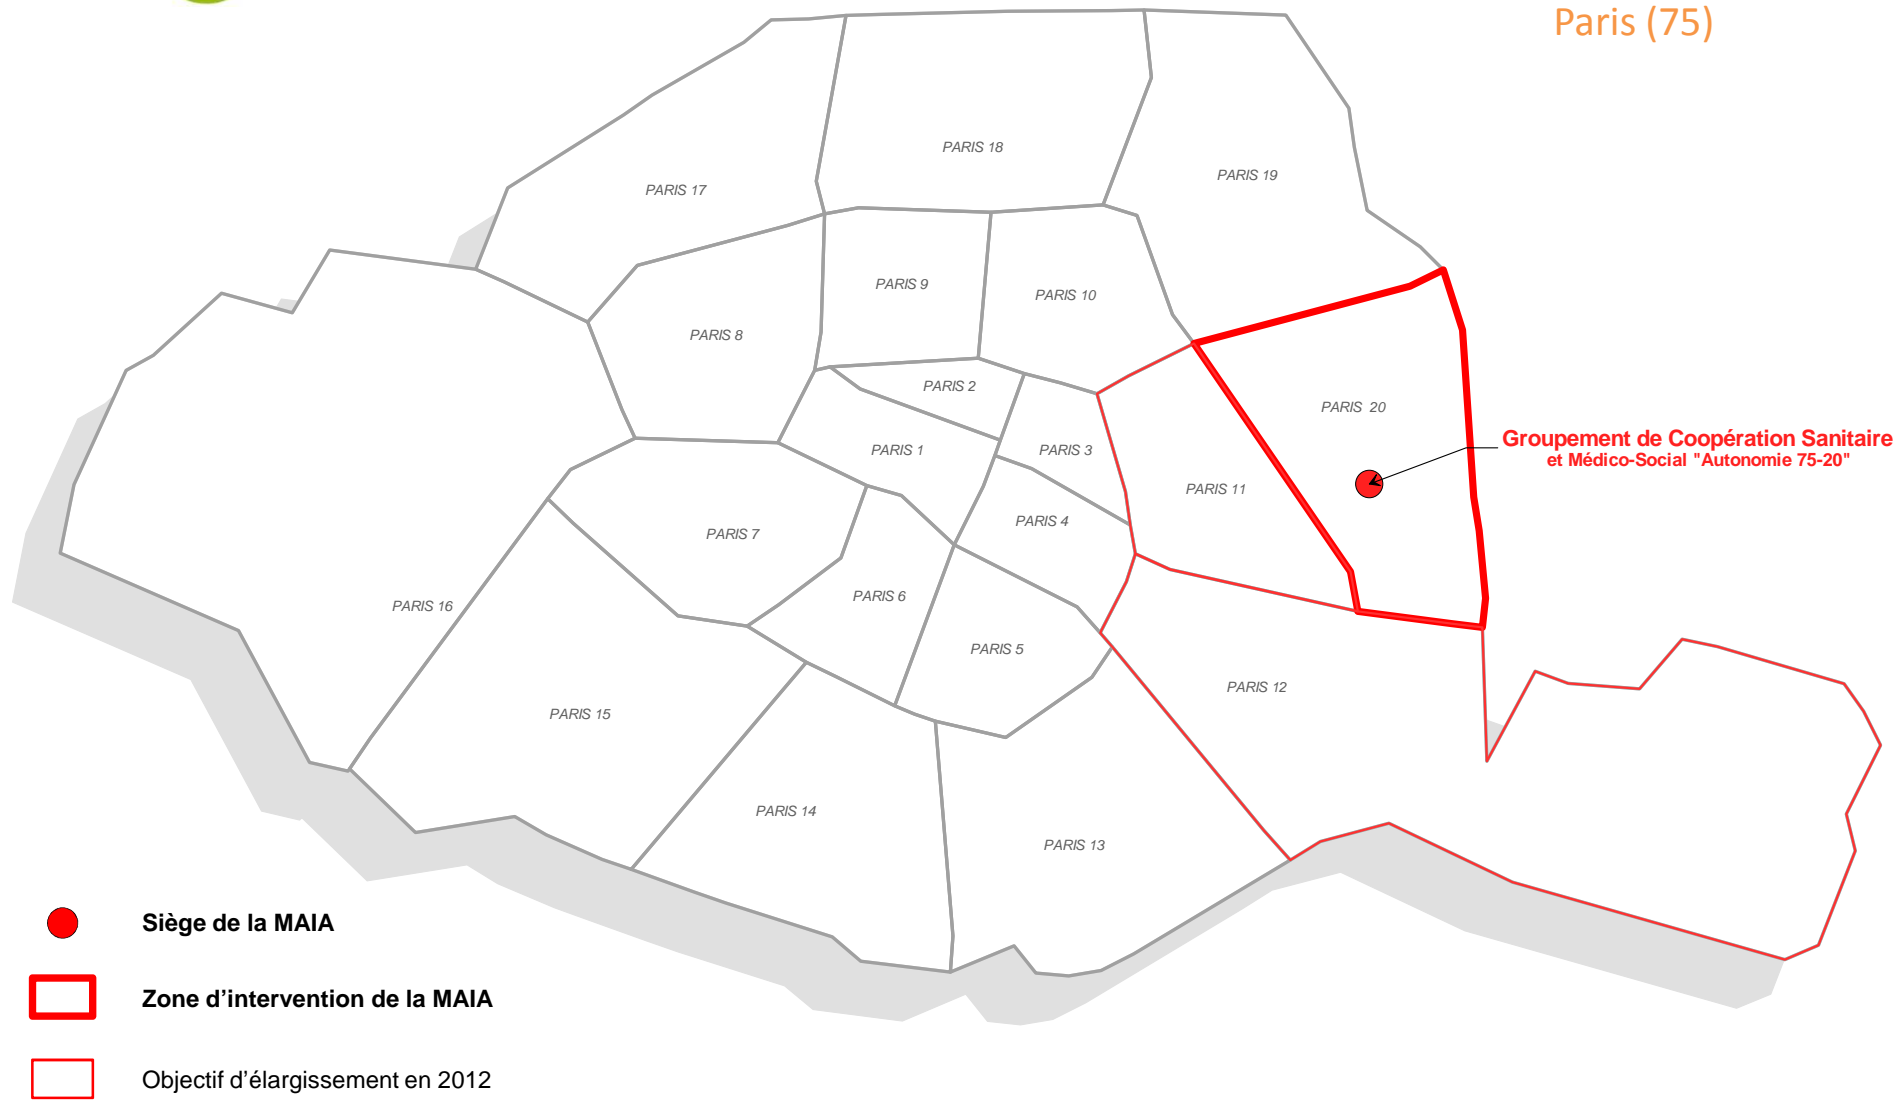 Paris (75)
PARIS 18
PARIS 19
PARIS 17
PARIS 9
PARIS 10
PARIS 8
PARIS 2
PARIS 20
PARIS 1
PARIS 3
Groupement de Coopération Sanitaire
et Médico-Social "Autonomie 75-20"
PARIS 11
PARIS 4
PARIS 7
PARIS 6
PARIS 16
PARIS 5
PARIS 12
PARIS 15
PARIS 14
PARIS 13
Siège de la MAIA
Zone d’intervention de la MAIA
Objectif d’élargissement en 2012